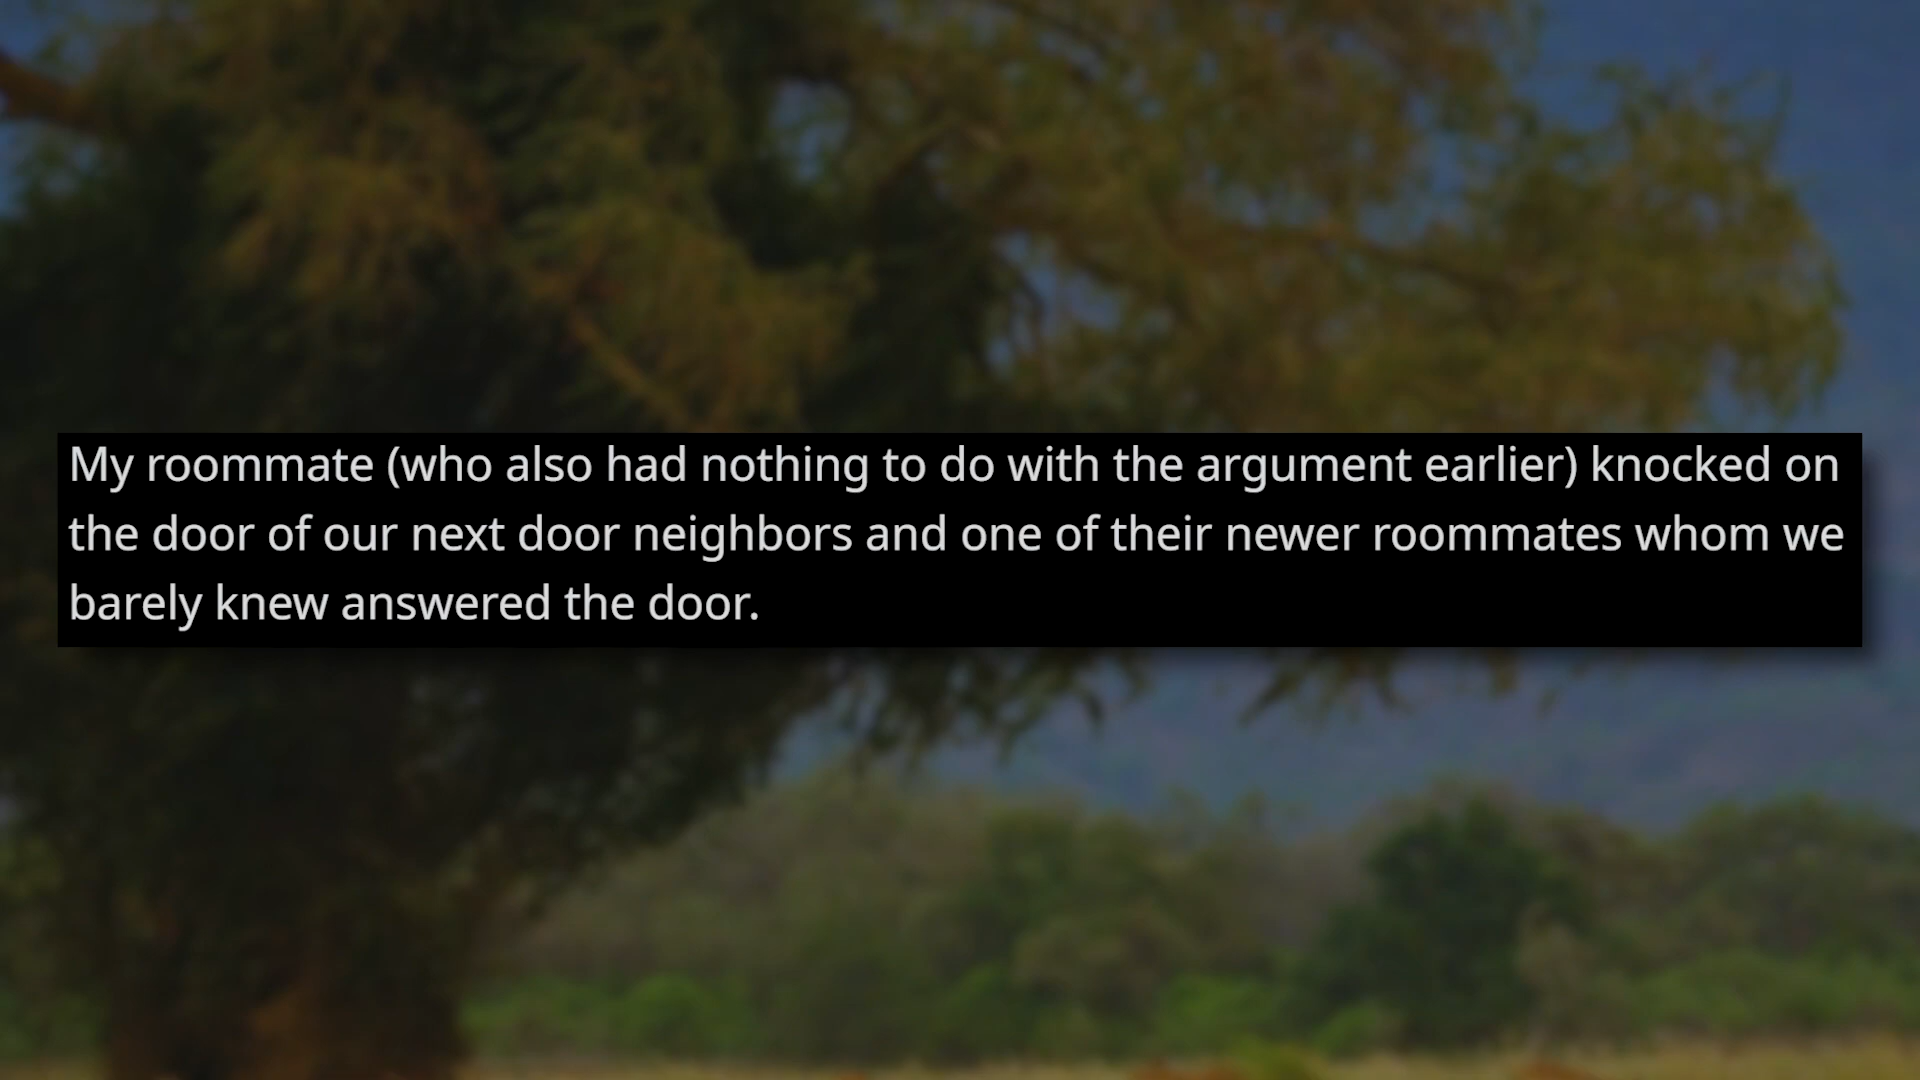 My roommate (who also had nothing to do with the argument earlier) knocked on
the door of our next door neighbors and one of their newer roommates whom we
barely knew answered the door.